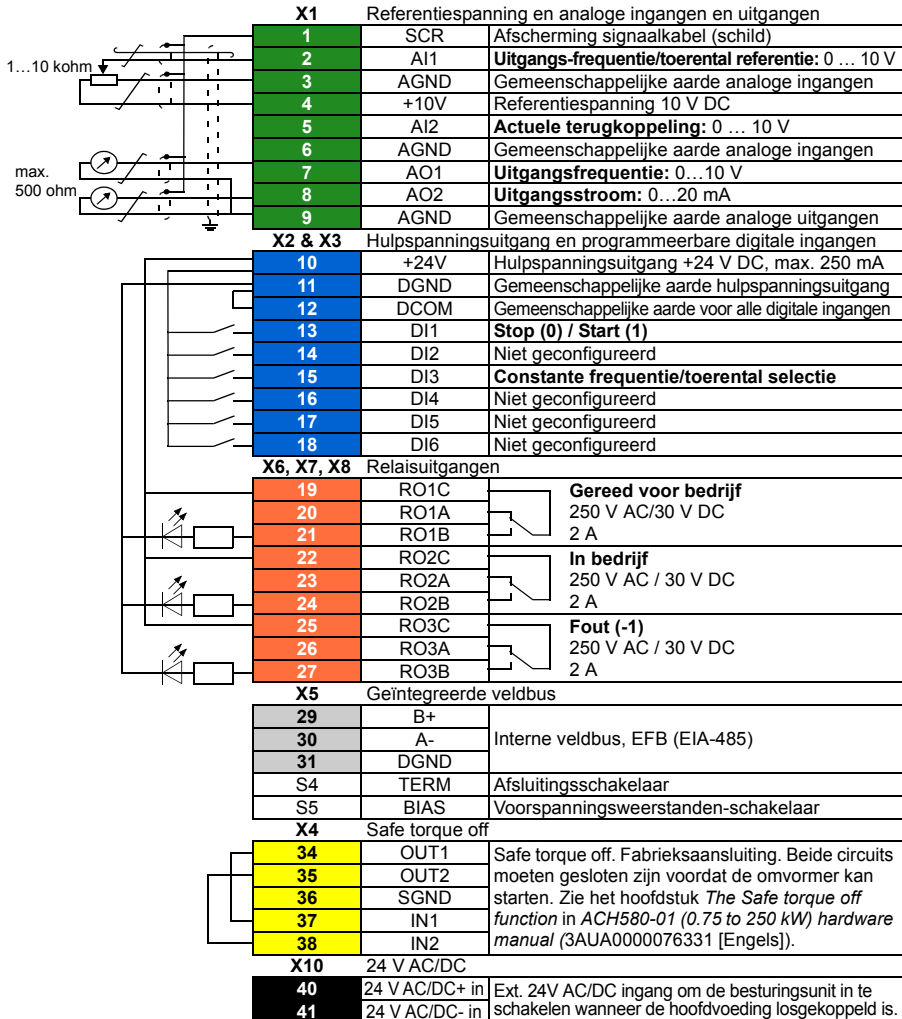 X1 Referentiespanning en analoge ingangen en uitgangen
1 SCR Afscherming signaalkabel (schild)
1…10 kohm
2 AI1 Uitgangs-frequentie/toerental referentie: 0 … 10 V
3 AGND Gemeenschappelijke aarde analoge ingangen
4 +10V Referentiespanning 10 V DC
5 AI2 Actuele terugkoppeling: 0 … 10 V
6 AGND Gemeenschappelijke aarde analoge ingangen
max.
500 ohm
7 AO1 Uitgangsfrequentie: 0…10 V
8 AO2 Uitgangsstroom: 0…20 mA
9 AGND Gemeenschappelijke aarde analoge uitgangen
X2 & X3 Hulpspanningsuitgang en programmeerbare digitale ingangen
10 +24V Hulpspanningsuitgang +24 V DC, max. 250 mA
11 DGND Gemeenschappelijke aarde hulpspanningsuitgang
12 DCOM Gemeenschappelijke aarde voor alle digitale ingangen
13 DI1 Stop (0) / Start (1)
14 DI2 Niet geconfigureerd
15 DI3 Constante frequentie/toerental selectie
16 DI4 Niet geconfigureerd
17 DI5 Niet geconfigureerd
18 DI6 Niet geconfigureerd
X6, X7, X8 Relaisuitgangen
19 RO1C Gereed voor bedrijf
20 RO1A 250 V AC/30 V DC
21 RO1B 2 A
22 RO2C In bedrijf
23 RO2A 250 V AC / 30 V DC
24 RO2B 2 A
25 RO3C Fout (-1)
26 RO3A 250 V AC / 30 V DC
27 RO3B 2 A
X5 Geïntegreerde veldbus
29 B+
30 A- Interne veldbus, EFB (EIA-485)
31 DGND
S4 TERM Afsluitingsschakelaar
S5 BIAS Voorspanningsweerstanden-schakelaar
X4 Safe torque off
34 OUT1 Safe torque off. Fabrieksaansluiting. Beide circuits
35 OUT2 moeten gesloten zijn voordat de omvormer kan
36 SGND starten. Zie het hoofdstuk The Safe torque off
37 IN1 function in ACH580-01 (0.75 to 250 kW) hardware
38 IN2 manual (3AUA0000076331 [Engels]).
X10 24 V AC/DC
40 24 V AC/DC+ in Ext. 24V AC/DC ingang om de besturingsunit in te
41 24 V AC/DC- in schakelen wanneer de hoofdvoeding losgekoppeld is.